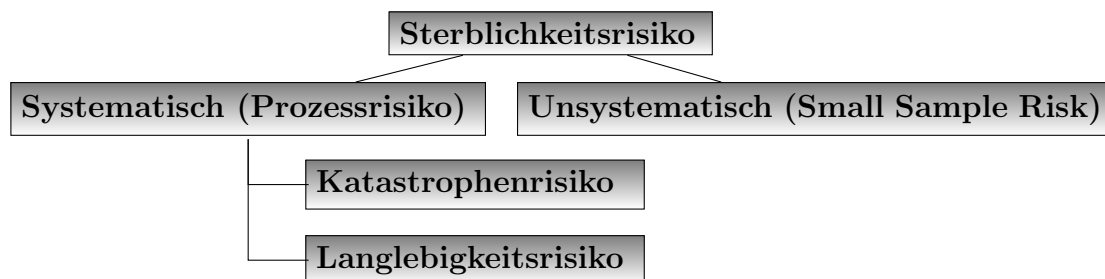 Sterblichkeitsrisiko
Systematisch (Prozessrisiko)
Unsystematisch (Small Sample Risk)
Katastrophenrisiko
Langlebigkeitsrisiko